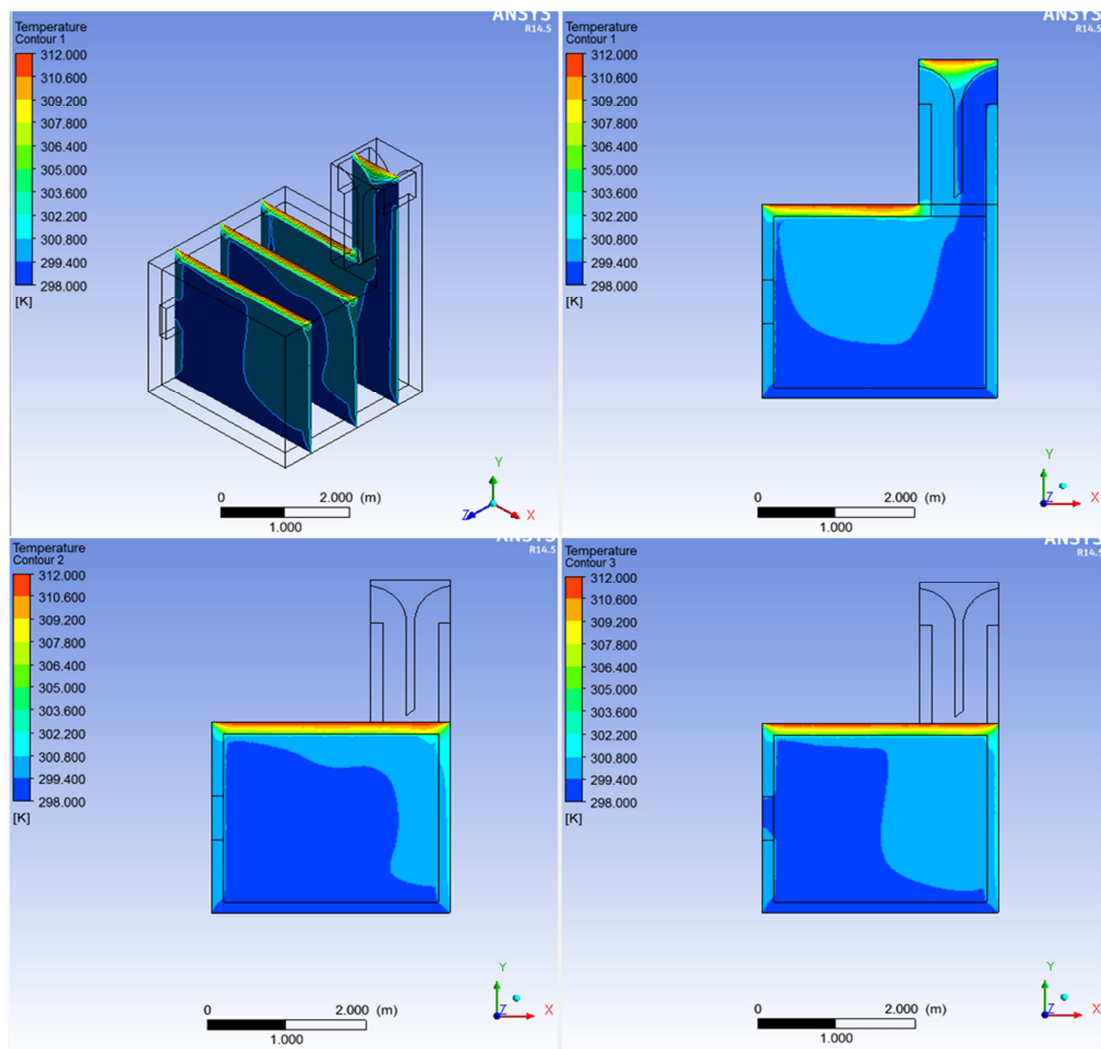 ANSYS
R14.5
Temperature
Contour 1
312.000
310.600
309.200
307.800
306.400
305.000
303.600
302.200
300.800
299.400
298.000
[K]
Y
Z
X
0 2.000 (m)
1.000
ANSYS
R14.5
Temperature
Contour 1
312.000
310.600
309.200
307.800
306.400
305.000
303.600
302.200
300.800
299.400
298.000
[K]
Y
Z
X
0 2.000 (m)
1.000
ANSYS
R14.5
Temperature
Contour 2
312.000
310.600
309.200
307.800
306.400
305.000
303.600
302.200
300.800
299.400
298.000
[K]
Y
Z
X
0 2.000 (m)
1.000
ANSYS
R14.5
Temperature
Contour 3
312.000
310.600
309.200
307.800
306.400
305.000
303.600
302.200
300.800
299.400
298.000
[K]
Y
Z
X
0 2.000 (m)
1.000